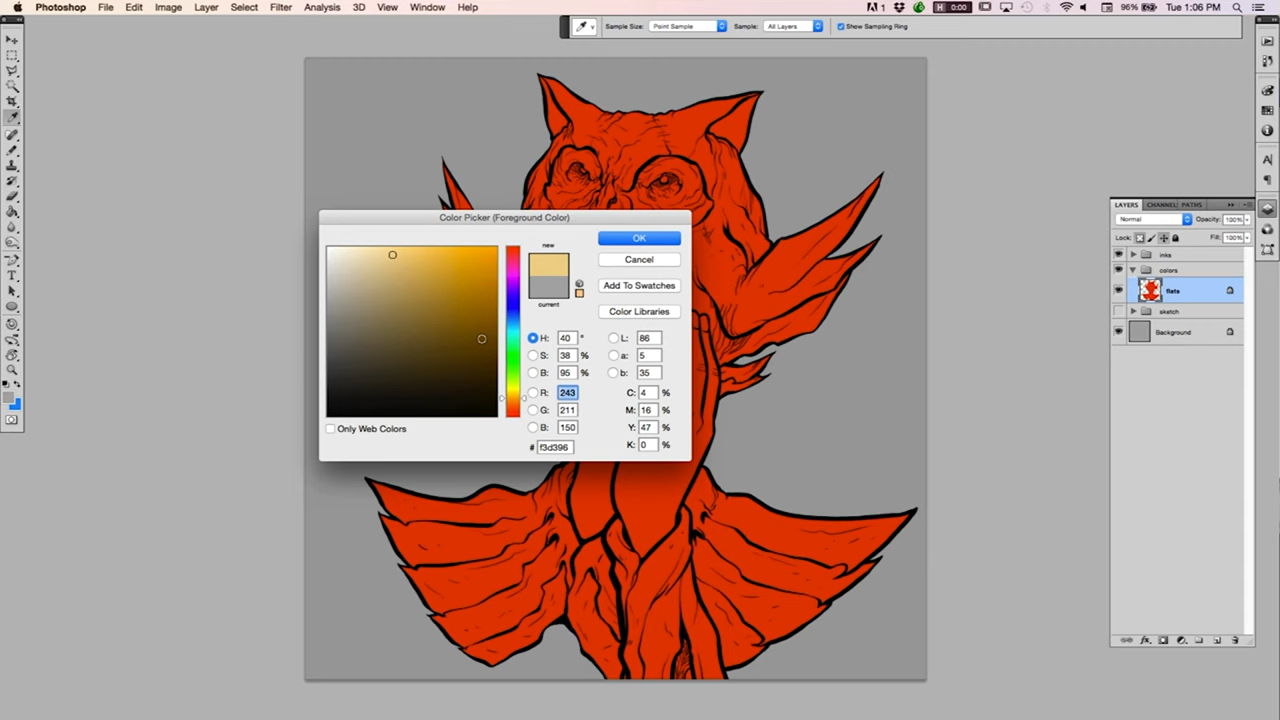 Photoshop File Edit Image Layer Select Filter Analysis 3D View Window Help 1 H 0:00 96% Tue 1:06 PM
Sample Size: Point Sample Sample: All Layers Show Sampling Ring
Color Picker (Foreground Color)
new
current
OK
Cancel
Add To Swatches
Color Libraries
H: 40 ° L: 86
S: 38 % a: 5
B: 95 % b: 35
R: 243 C: 4 %
G: 211 M: 16 %
B: 150 Y: 47 %
# f3d396 K: 0 %
Only Web Colors
LAYERS CHANNEL PATHS
Normal Opacity: 100%
Lock: Fill: 100%
inks
colors
flats
sketch
Background